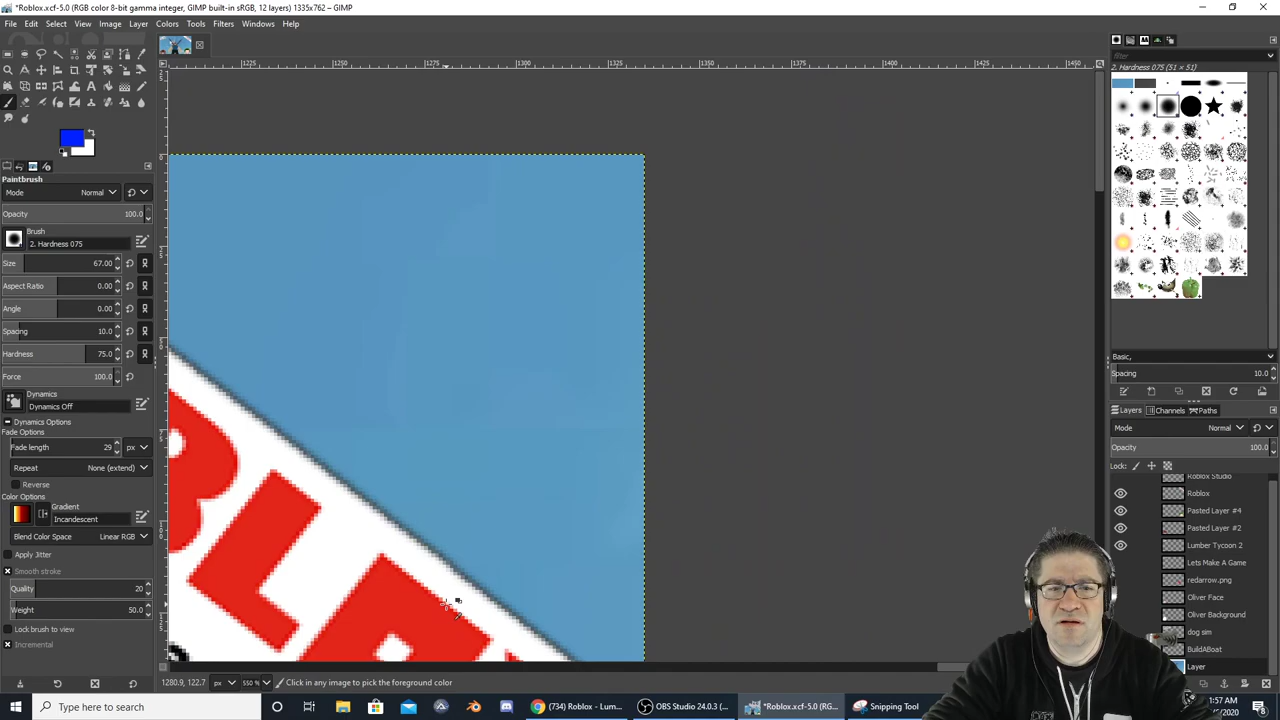 *Roblox.xcf-5.0 (RGB color 8-bit gamma integer, GIMP built-in sRGB, 12 layers) 1335x762 – GIMP
File Edit Select View Image Layer Colors Tools Filters Windows Help
1225 1250 1275 1300 1325 1350 1375 1400 1425 1450
filter
2. Hardness 075 (51 × 51)
Paintbrush
Mode Normal
Opacity 100.0
Brush
2. Hardness 075
Size 67.00
Aspect Ratio 0.00
Angle 0.00
Spacing 10.0
Hardness 75.0
Force 100.0
Dynamics
Dynamics Off
Dynamics Options
Fade Options
Fade length 29 px
Repeat None (extend)
Reverse
Color Options
Gradient
Incandescent
Blend Color Space Linear RGB
Apply Jitter
Smooth stroke
Quality 20
Weight 50.0
Lock brush to view
Incremental
Basic,
Spacing 10.0
Layers Channels Paths
Mode Normal
Opacity 100.0
Lock:
Roblox Studio
Roblox
Pasted Layer #4
Pasted Layer #2
Lumber Tycoon 2
Lets Make A Game
redarrow.png
Oliver Face
Oliver Background
dog sim
BuildABoat
Layer
1280.9, 122.7 px 550 % Click in any image to pick the foreground color
Type here to search
(734) Roblox - Lum...
OBS Studio 24.0.3 (...
*Roblox.xcf-5.0 (RG...
Snipping Tool
1:57 AM